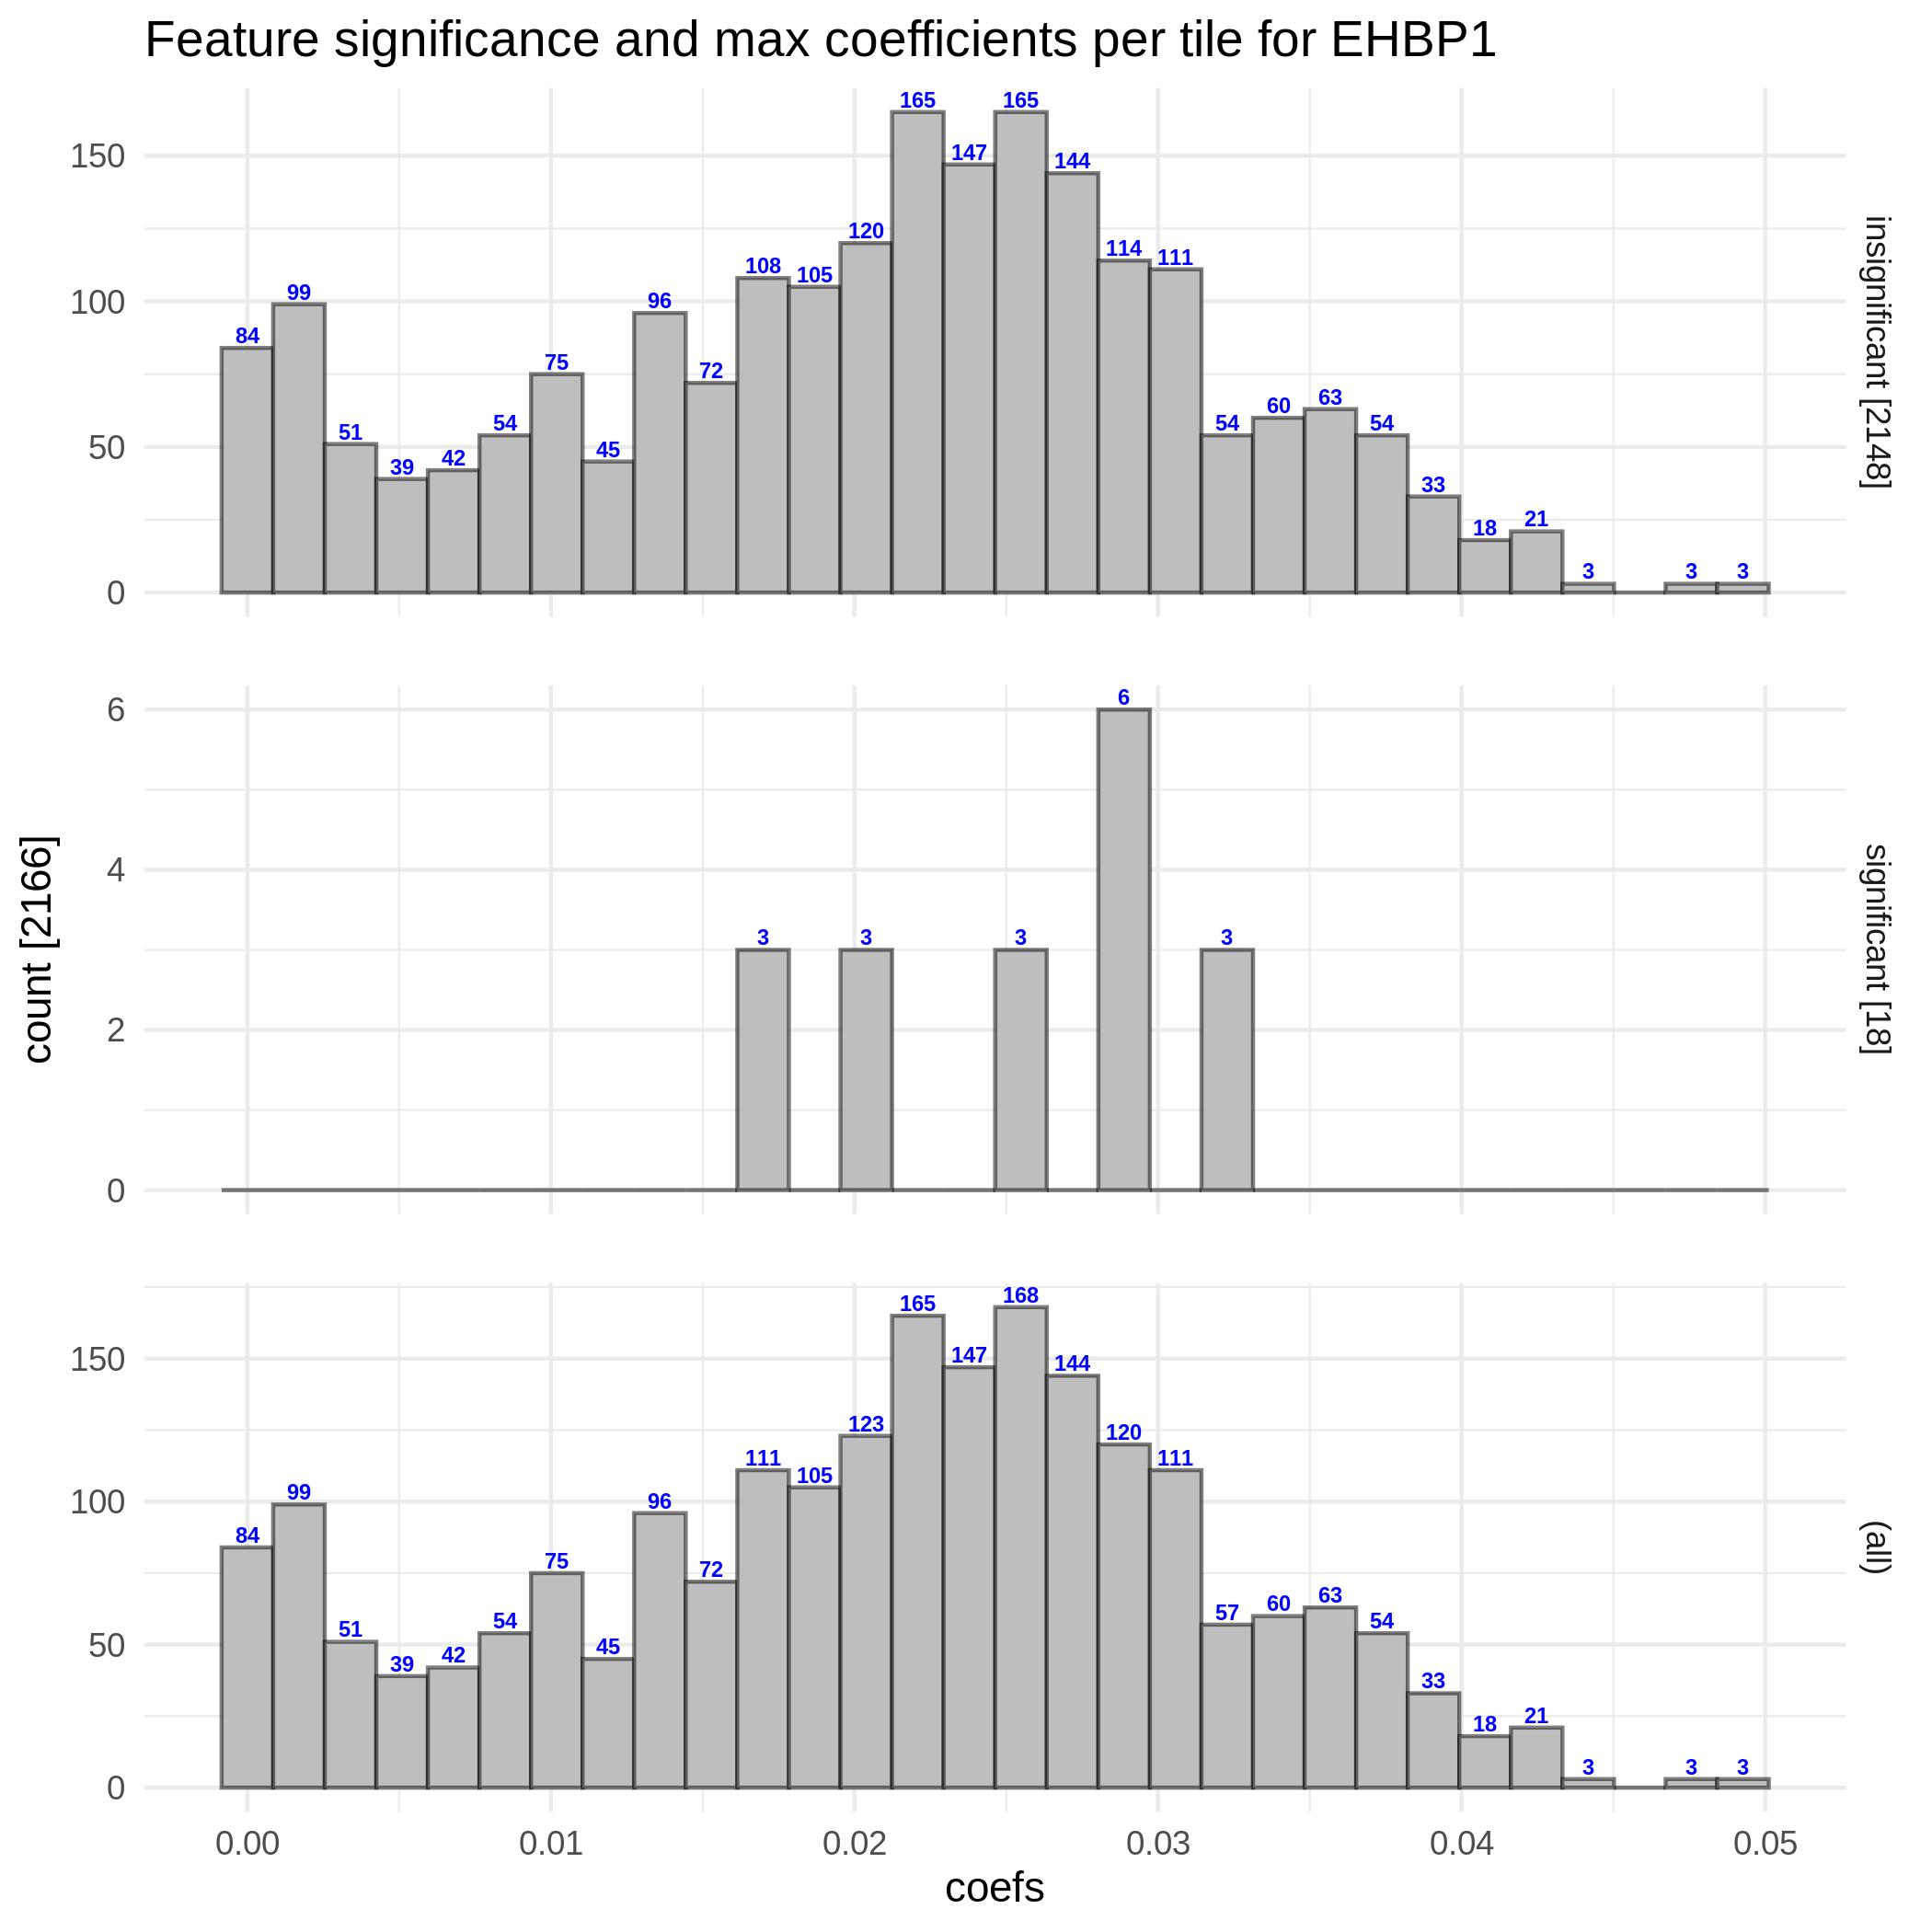 Feature significance and max coefficients per tile for EHBP1
165 165
147 144
120
108 105 114 111
99 96
84
75 72
51 39 42 54 45 54 60 63 54
33 18 21
3 3 3
150
100
50
0
insignificant [2148]
6
3 3 3 3
6
4
2
0
count [2166]
significant [18]
165 168
147 144
123 120
111 105 111
99 96
84
75 72
51 39 42 54 45 57 60 63 54
33 18 21
3 3 3
150
100
50
0
(all)
0.00 0.01 0.02 0.03 0.04 0.05
coefs